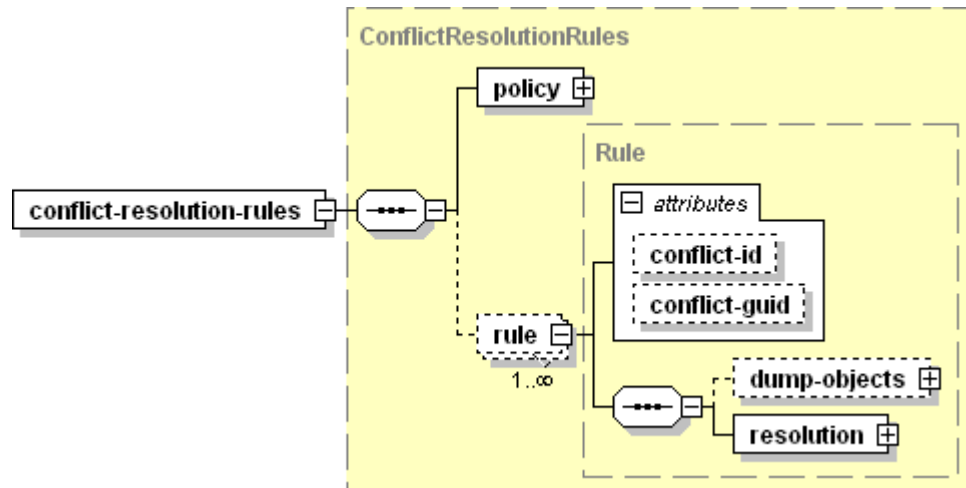 ConflictResolutionRules
policy
Rule
attributes
conflict-resolution-rules
conflict-id
conflict-guid
rule
1..∞
dump-objects
resolution